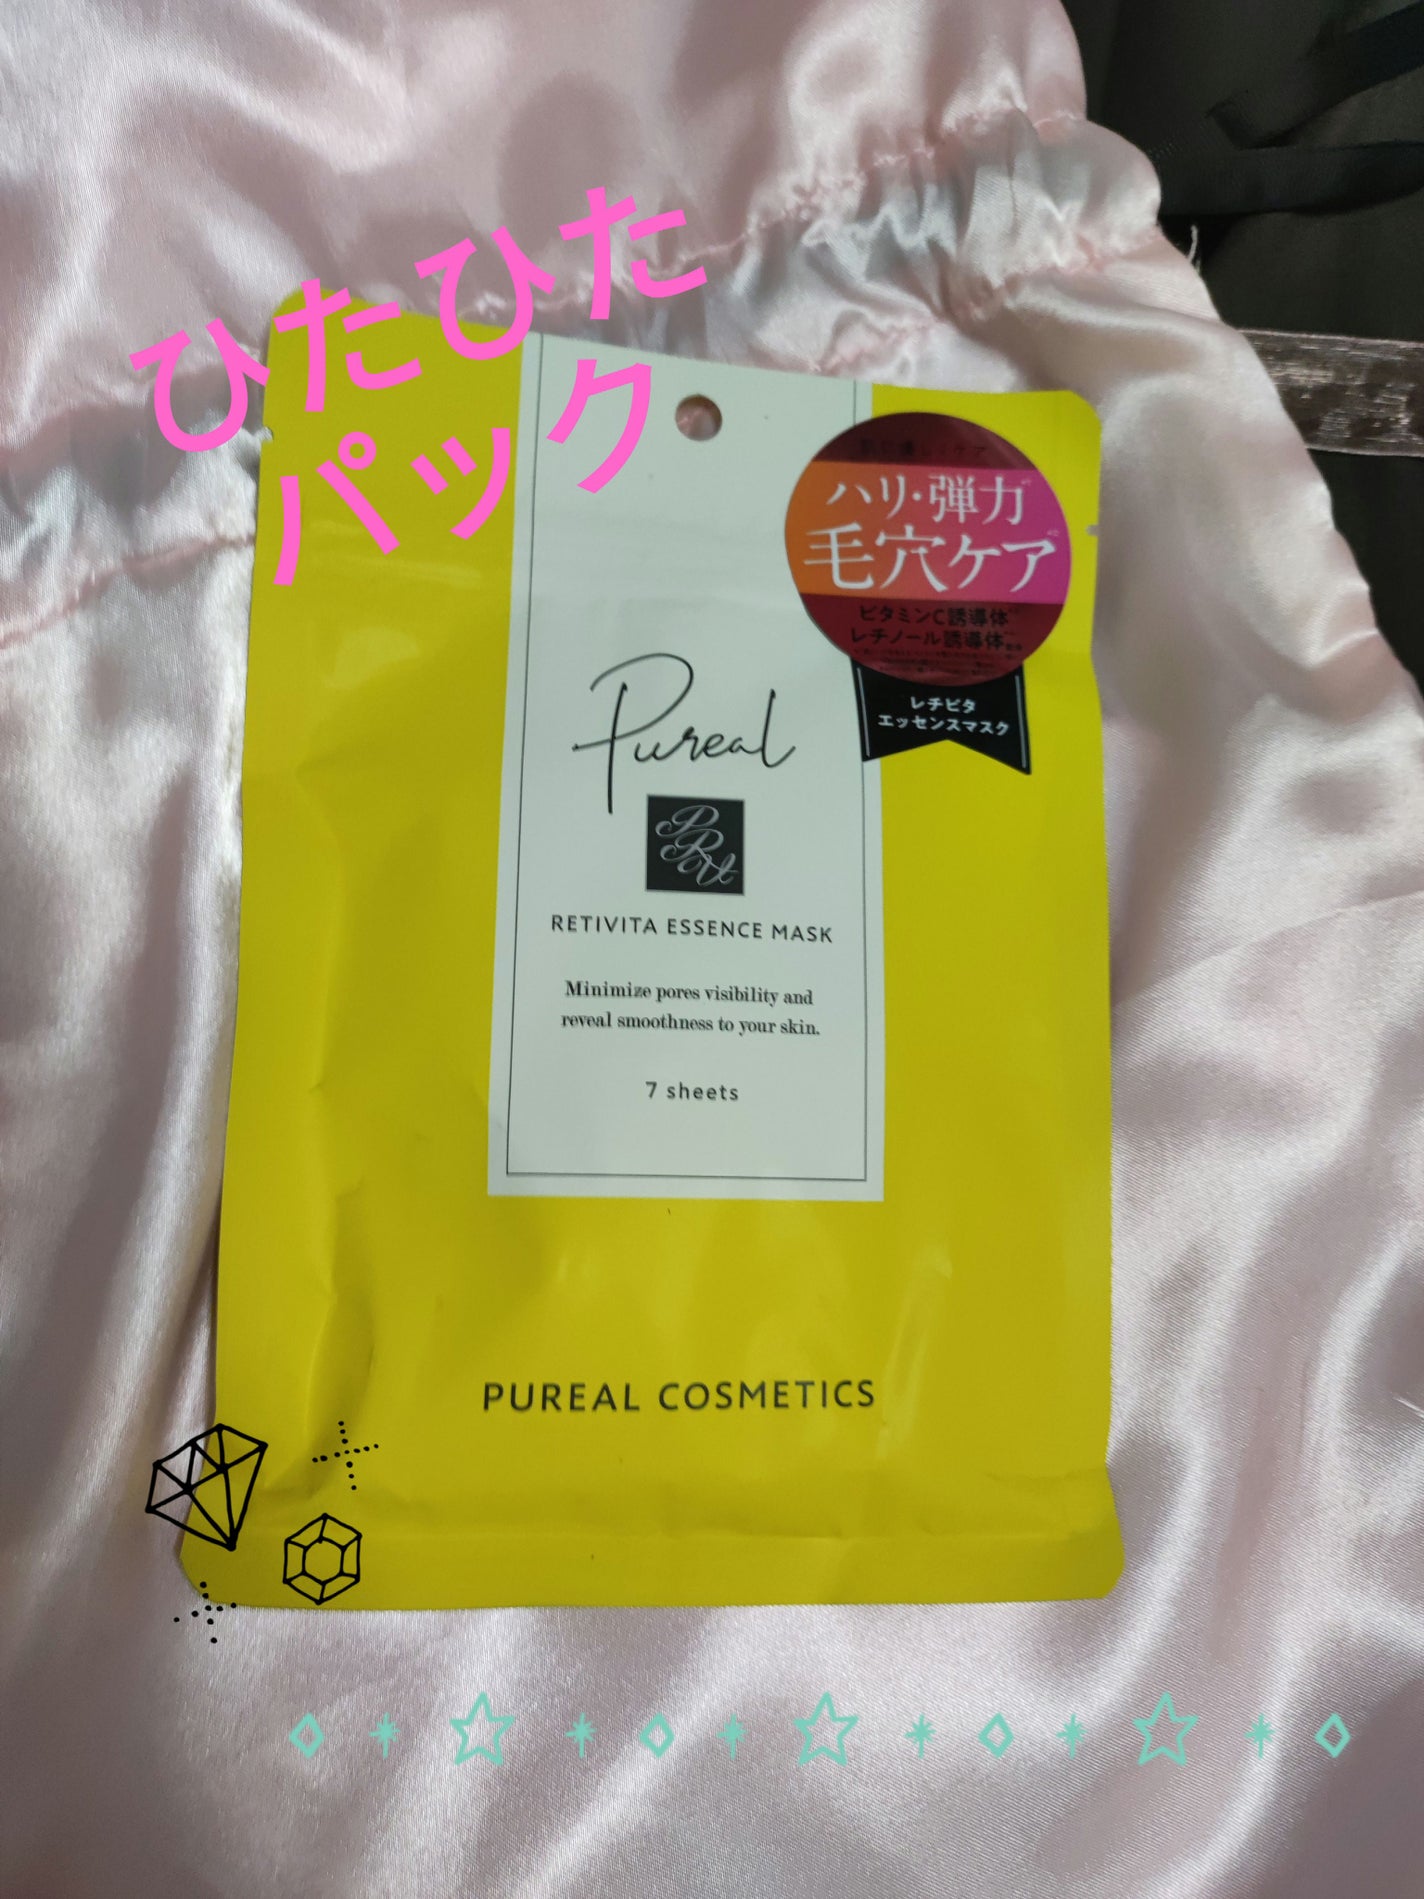 ひたひた
パック
ハリ・弾力
毛穴ケア
ビタミンC誘導体
レチノール誘導体
レチビタ
エッセンスマスク
Pureal
RETIVITA ESSENCE MASK
Minimize pores visibility and
reveal smoothness to your skin.
7 sheets
PUREAL COSMETICS